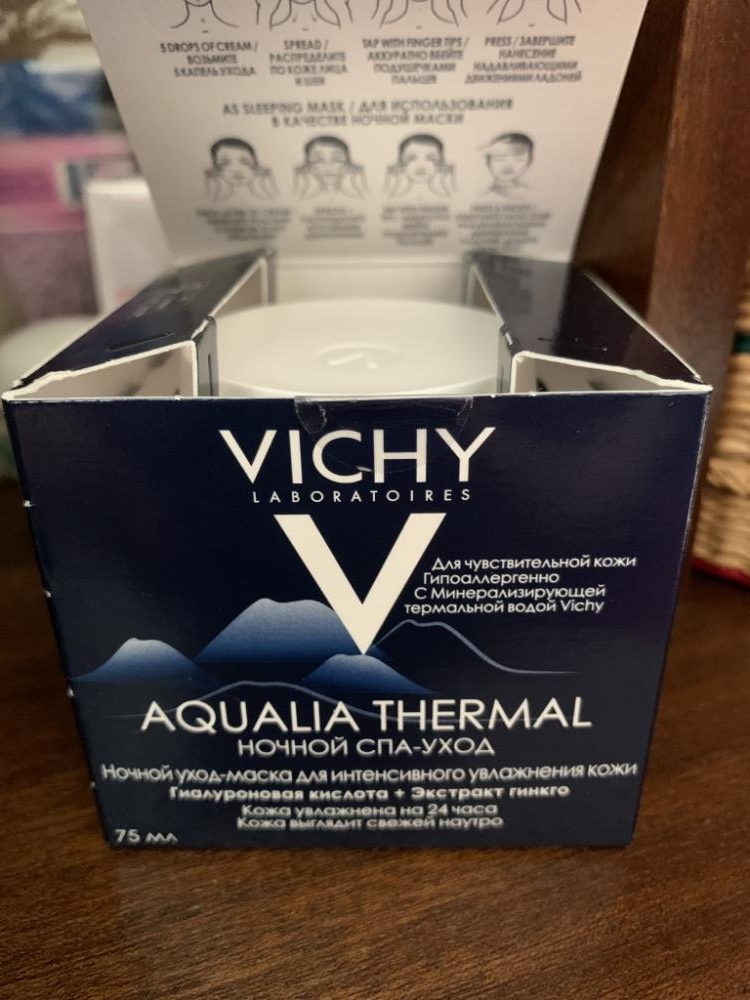 5 DROPS OF CREAM /
ВОЗЬМИТЕ
5 КАПЕЛЬ УХОДА
SPREAD /
РАСПРЕДЕЛИТЕ
ПО КОЖЕ ЛИЦА
И ШЕИ
TAP WITH FINGER TIPS /
АККУРАТНО ВБЕЙТЕ
ПОДУШЕЧКАМИ
ПАЛЬЦЕВ
PRESS / ЗАВЕРШИТЕ
НАНЕСЕНИЕ
НАДАВЛИВАЮЩИМИ
ДВИЖЕНИЯМИ ЛАДОНЕЙ
AS SLEEPING MASK / ДЛЯ ИСПОЛЬЗОВАНИЯ
В КАЧЕСТВЕ НОЧНОЙ МАСКИ
VICHY
LABORATOIRES
Для чувствительной кожи
Гипоаллергенно
С Минерализирующей
термальной водой Vichy
AQUALIA THERMAL
НОЧНОЙ СПА-УХОД
Ночной уход-маска для интенсивного увлажнения кожи
Гиалуроновая кислота + Экстракт гинкго
Кожа увлажнена на 24 часа
Кожа выглядит свежей наутро
75 мл